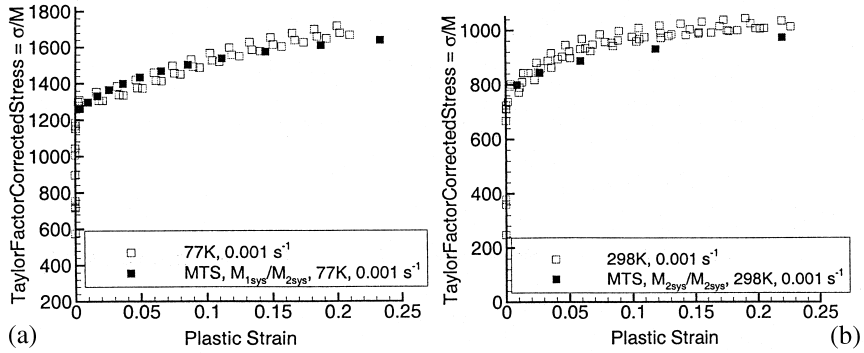 TaylorFactorCorrectedStress = σ/M
1800
1600
1400
1200
1000
800
600
400
200
0
0.05
0.1
0.15
0.2
0.25
Plastic Strain
77K, 0.001 s⁻¹
MTS, M₁sys/M₂sys, 77K, 0.001 s⁻¹
(a)
TaylorFactorCorrectedStress = σ/M
1000
800
600
400
200
0
0
0.05
0.1
0.15
0.2
0.25
Plastic Strain
298K, 0.001 s⁻¹
MTS, M₂sys/M₂sys, 298K, 0.001 s⁻¹
(b)